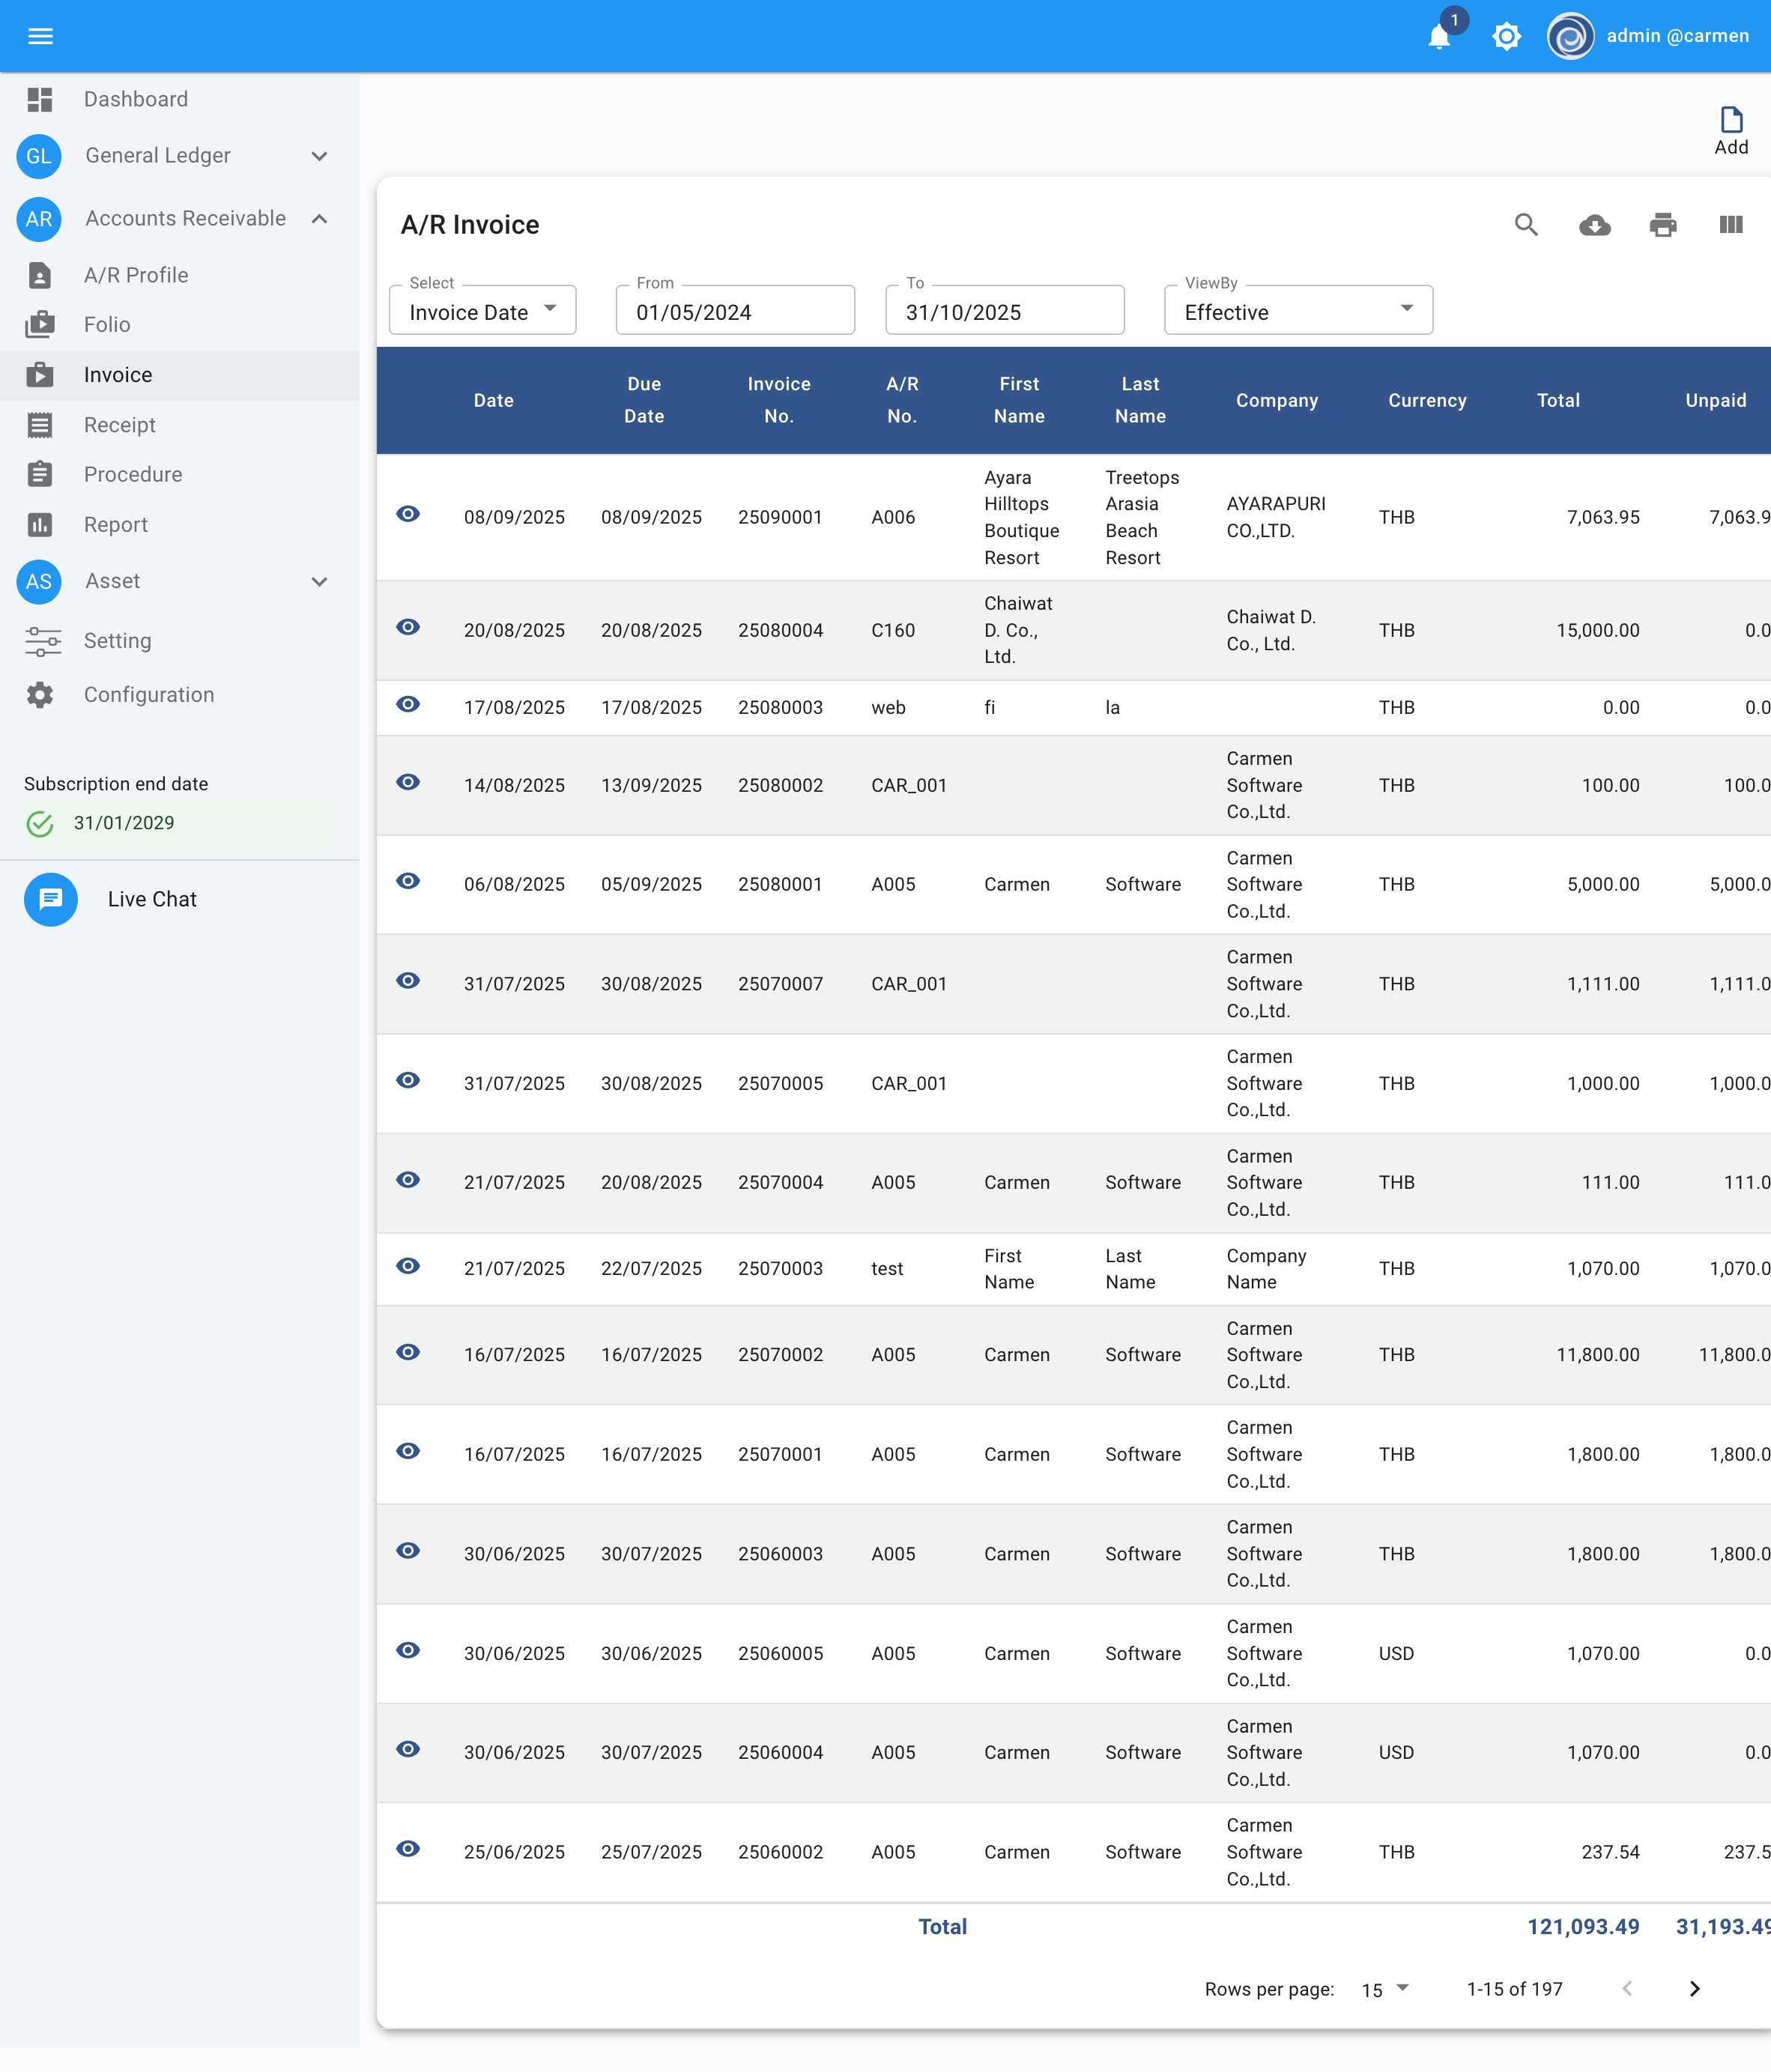 1
admin @carmen
Dashboard
GL General Ledger
AR Accounts Receivable
A/R Profile
Folio
Invoice
Receipt
Procedure
Report
AS Asset
Setting
Configuration
Subscription end date
31/01/2029
Live Chat
Add
A/R Invoice
Select
Invoice Date
From
01/05/2024
To
31/10/2025
ViewBy
Effective
Date Due Date Invoice No. A/R No. First Name Last Name Company Currency Total Unpaid
08/09/2025 08/09/2025 25090001 A006 Ayara Hilltops Boutique Resort Treetops Arasia Beach Resort AYARAPURI CO.,LTD. THB 7,063.95 7,063.9
20/08/2025 20/08/2025 25080004 C160 Chaiwat D. Co., Ltd. Chaiwat D. Co., Ltd. THB 15,000.00 0.0
17/08/2025 17/08/2025 25080003 web fi la THB 0.00 0.0
14/08/2025 13/09/2025 25080002 CAR_001 Carmen Software Co.,Ltd. THB 100.00 100.0
06/08/2025 05/09/2025 25080001 A005 Carmen Software Carmen Software Co.,Ltd. THB 5,000.00 5,000.0
31/07/2025 30/08/2025 25070007 CAR_001 Carmen Software Co.,Ltd. THB 1,111.00 1,111.0
31/07/2025 30/08/2025 25070005 CAR_001 Carmen Software Co.,Ltd. THB 1,000.00 1,000.0
21/07/2025 20/08/2025 25070004 A005 Carmen Software Carmen Software Co.,Ltd. THB 111.00 111.0
21/07/2025 22/07/2025 25070003 test First Name Last Name Company Name THB 1,070.00 1,070.0
16/07/2025 16/07/2025 25070002 A005 Carmen Software Carmen Software Co.,Ltd. THB 11,800.00 11,800.0
16/07/2025 16/07/2025 25070001 A005 Carmen Software Carmen Software Co.,Ltd. THB 1,800.00 1,800.0
30/06/2025 30/07/2025 25060003 A005 Carmen Software Carmen Software Co.,Ltd. THB 1,800.00 1,800.0
30/06/2025 30/06/2025 25060005 A005 Carmen Software Carmen Software Co.,Ltd. USD 1,070.00 0.0
30/06/2025 30/07/2025 25060004 A005 Carmen Software Carmen Software Co.,Ltd. USD 1,070.00 0.0
25/06/2025 25/07/2025 25060002 A005 Carmen Software Carmen Software Co.,Ltd. THB 237.54 237.5
Total 121,093.49 31,193.49
Rows per page: 15 1-15 of 197